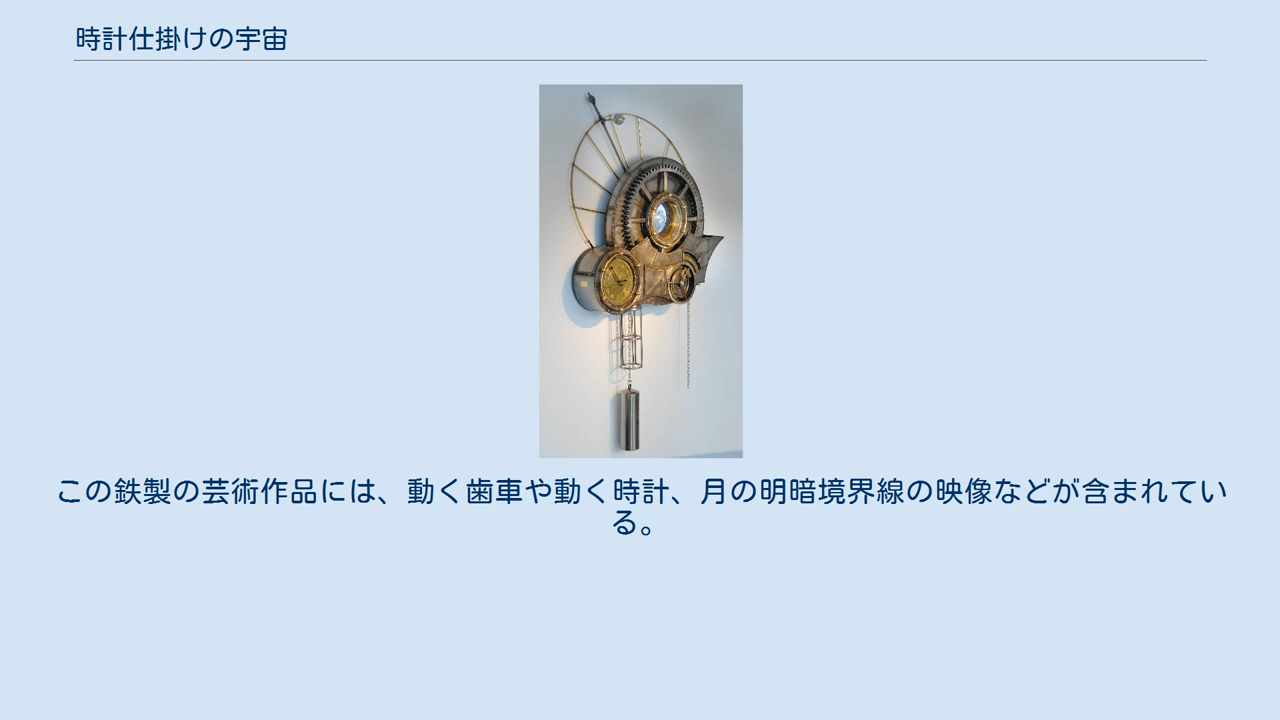 時計仕掛けの宇宙
この鉄製の芸術作品には、動く歯車や動く時計、月の明暗境界線の映像などが含まれてい
る。